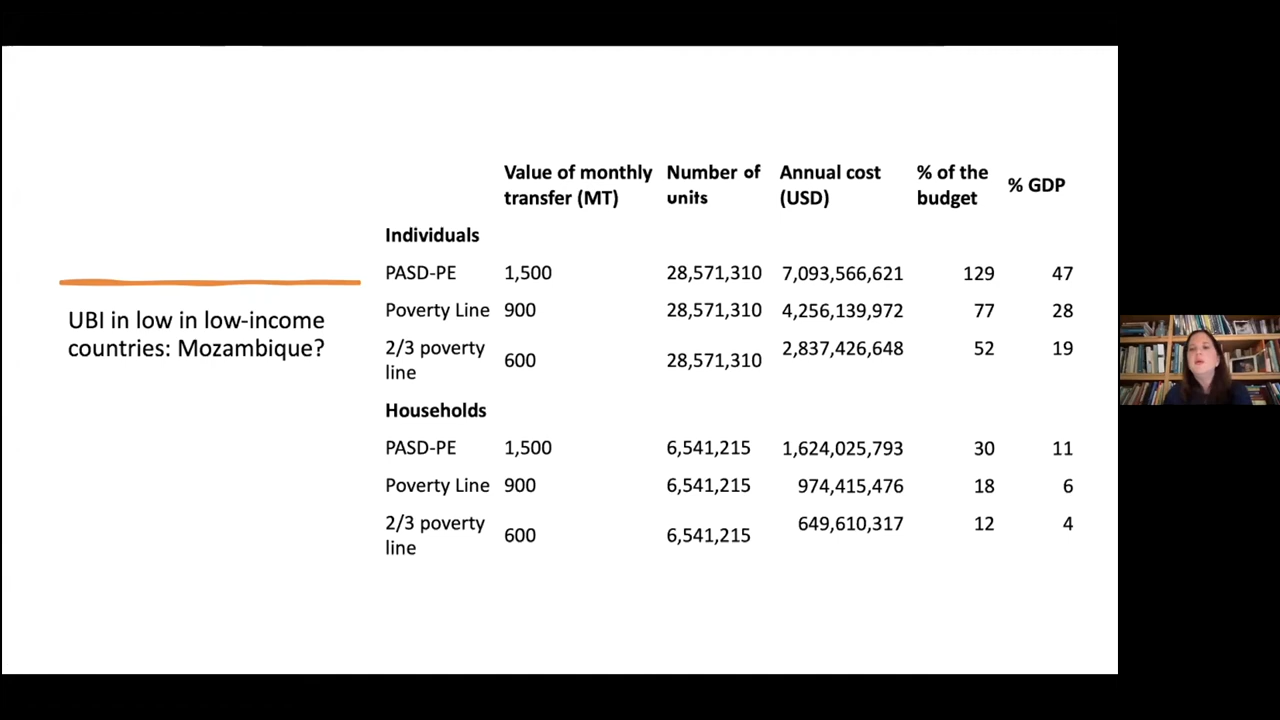 UBI in low in low-income
countries: Mozambique?
Value of monthly transfer (MT) Number of units Annual cost (USD) % of the budget % GDP
Individuals
PASD-PE 1,500 28,571,310 7,093,566,621 129 47
Poverty Line 900 28,571,310 4,256,139,972 77 28
2/3 poverty line 600 28,571,310 2,837,426,648 52 19
Households
PASD-PE 1,500 6,541,215 1,624,025,793 30 11
Poverty Line 900 6,541,215 974,415,476 18 6
2/3 poverty line 600 6,541,215 649,610,317 12 4